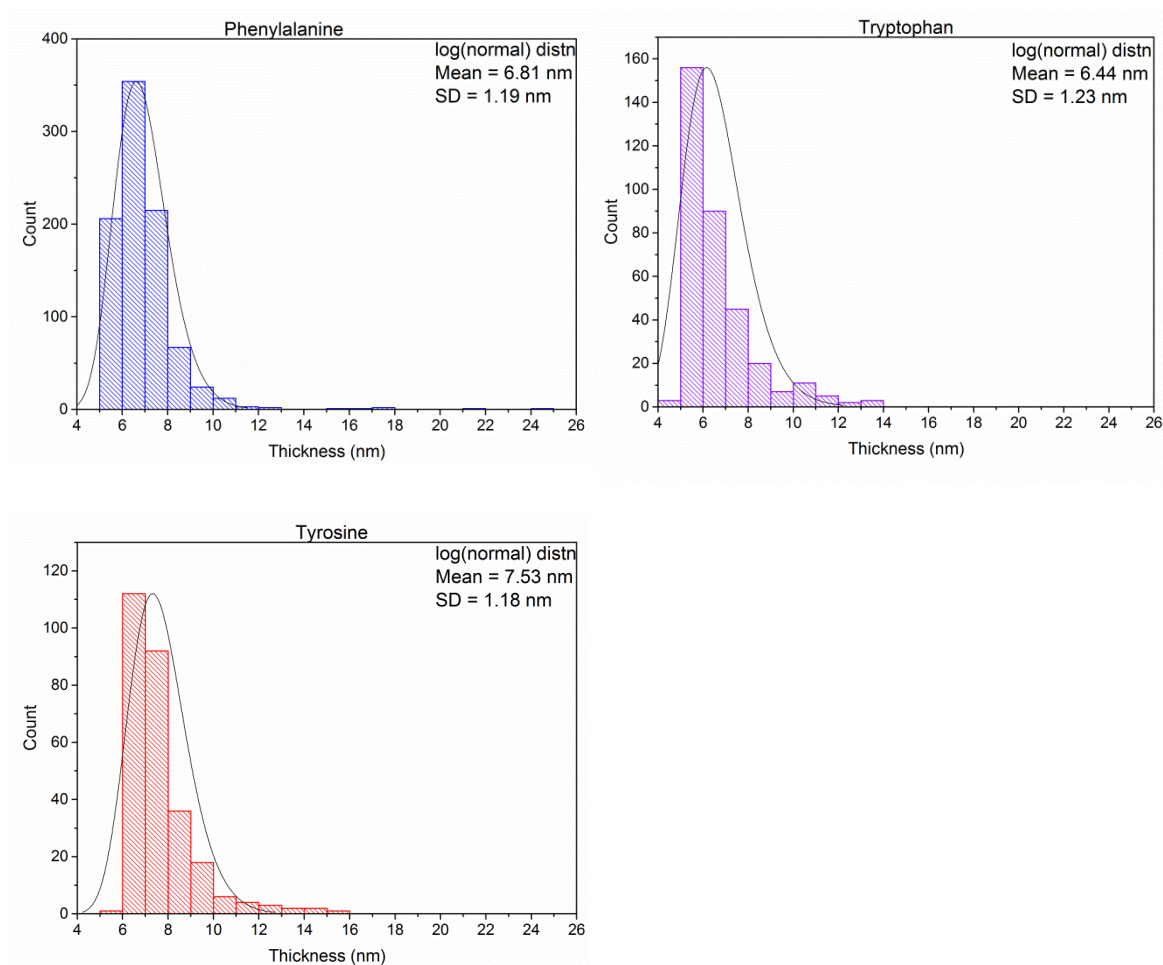 Phenylalanine
log(normal) distn
Mean = 6.81 nm
SD = 1.19 nm
400
300
200
100
0
Count
4 6 8 10 12 14 16 18 20 22 24 26
Thickness (nm)
Tryptophan
log(normal) distn
Mean = 6.44 nm
SD = 1.23 nm
160
140
120
100
80
60
40
20
0
Count
4 6 8 10 12 14 16 18 20 22 24 26
Thickness (nm)
Tyrosine
log(normal) distn
Mean = 7.53 nm
SD = 1.18 nm
120
100
80
60
40
20
0
Count
4 6 8 10 12 14 16 18 20 22 24 26
Thickness (nm)